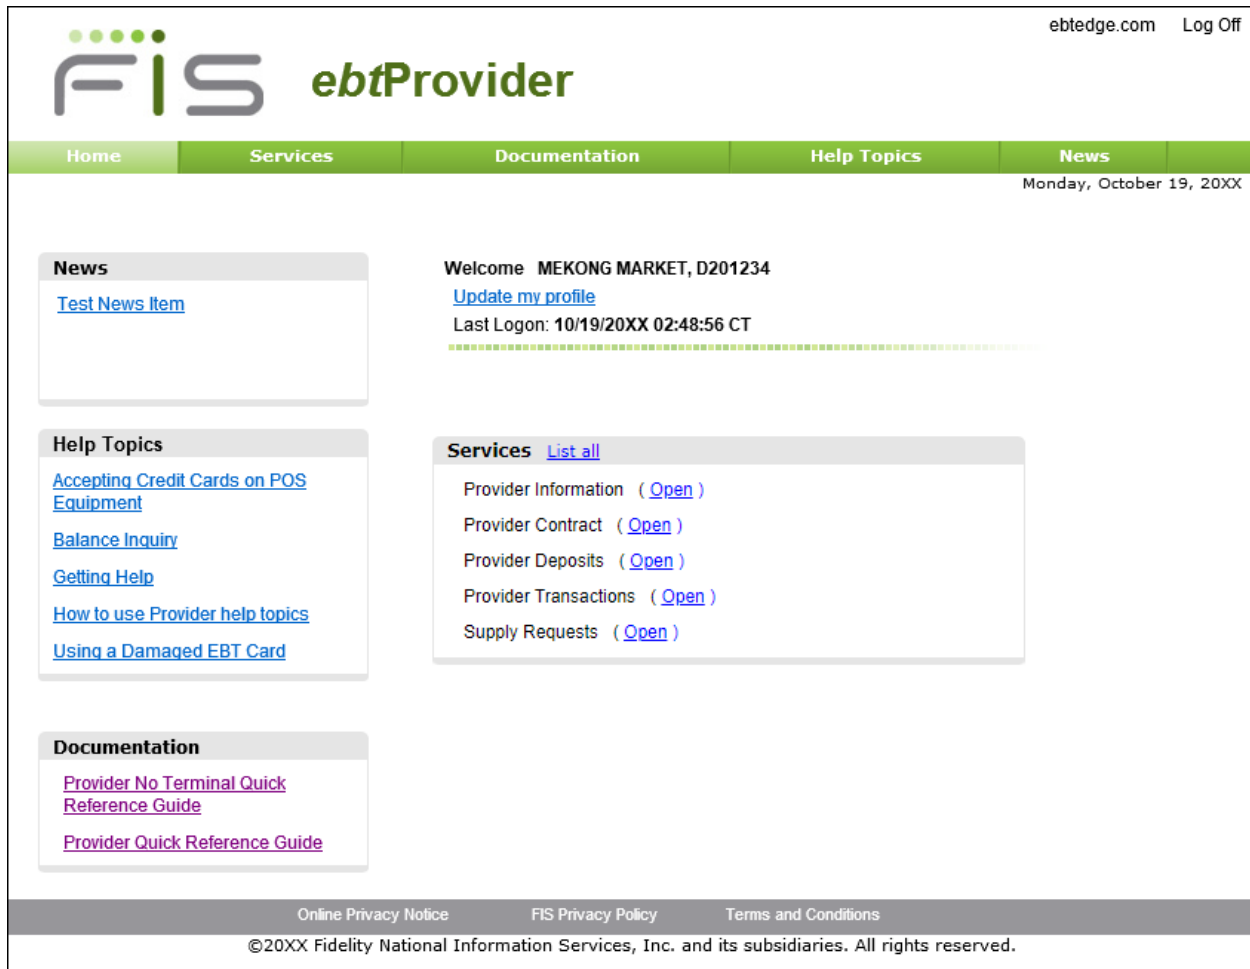 ebtedge.com Log Off
FIS ebtProvider
Home Services Documentation Help Topics News
Monday, October 19, 20XX
News
Test News Item
Welcome MEKONG MARKET, D201234
Update my profile
Last Logon: 10/19/20XX 02:48:56 CT
Help Topics
Accepting Credit Cards on POS
Equipment
Balance Inquiry
Getting Help
How to use Provider help topics
Using a Damaged EBT Card
Services List all
Provider Information ( Open )
Provider Contract ( Open )
Provider Deposits ( Open )
Provider Transactions ( Open )
Supply Requests ( Open )
Documentation
Provider No Terminal Quick
Reference Guide
Provider Quick Reference Guide
Online Privacy Notice FIS Privacy Policy Terms and Conditions
©20XX Fidelity National Information Services, Inc. and its subsidiaries. All rights reserved.